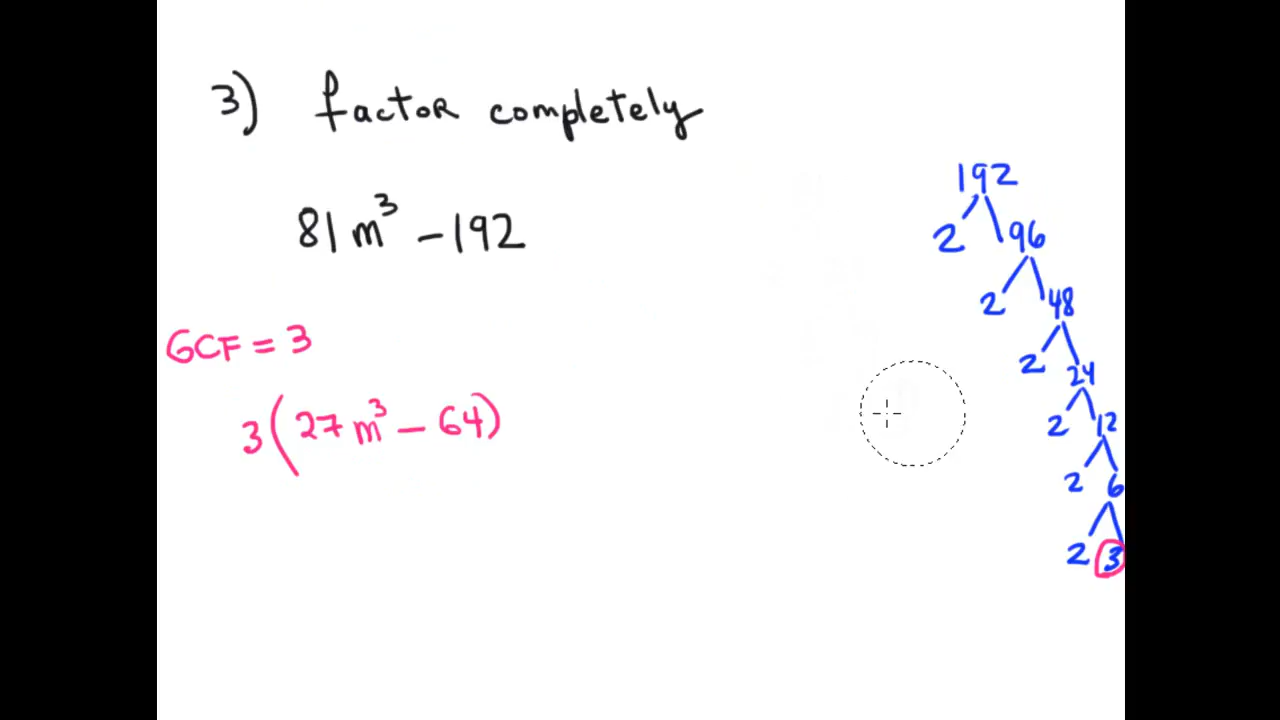 3) factor completely
81m³ - 192
GCF = 3
3(27m³ - 64)
192
2 96
2 48
2 24
2 12
2 6
2 3